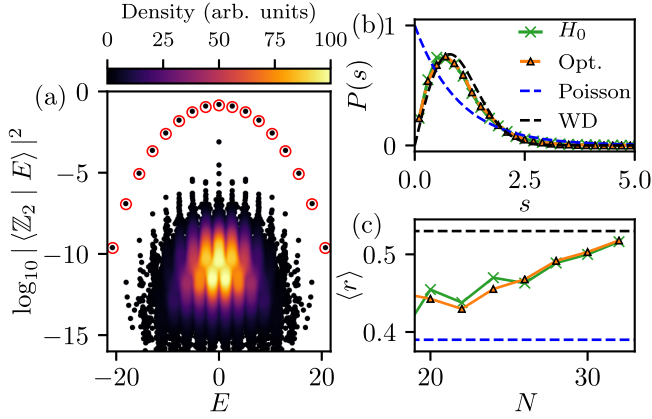 Density (arb. units)
0 25 50 75 100
(a)
0
−5
−10
−15
log₁₀ |⟨ℤ₂ | E⟩|²
−20 0 20
E
(b)
1
0
P(s)
H₀
Opt.
Poisson
WD
0.0 2.5 5.0
s
(c)
0.5
0.4
⟨r⟩
20 30
N